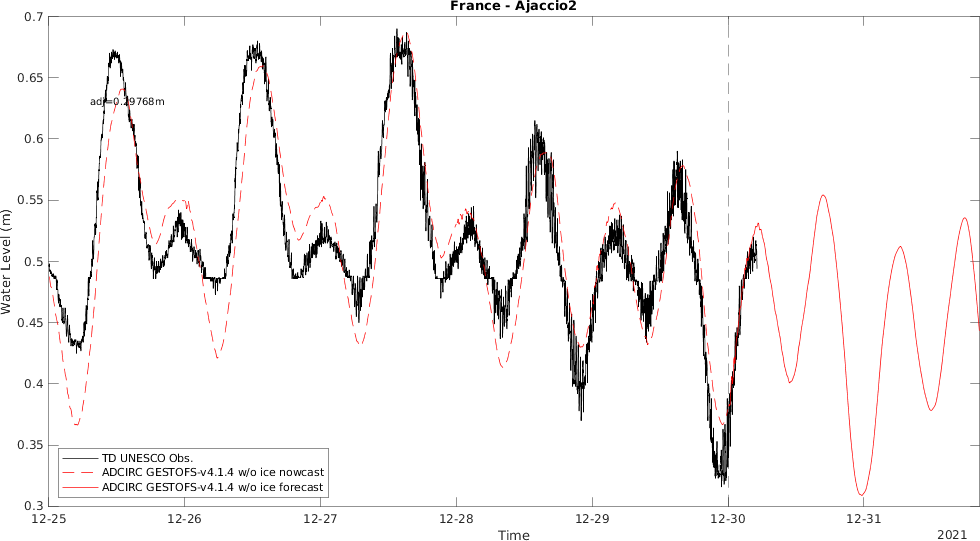 France - Ajaccio2
0.7
0.65
adj=0.29768m
0.6
0.55
0.5
0.45
0.4
0.35
0.3
Water Level (m)
TD UNESCO Obs.
ADCIRC GESTOFS-v4.1.4 w/o ice nowcast
ADCIRC GESTOFS-v4.1.4 w/o ice forecast
12-25 12-26 12-27 12-28 12-29 12-30 12-31
Time
2021